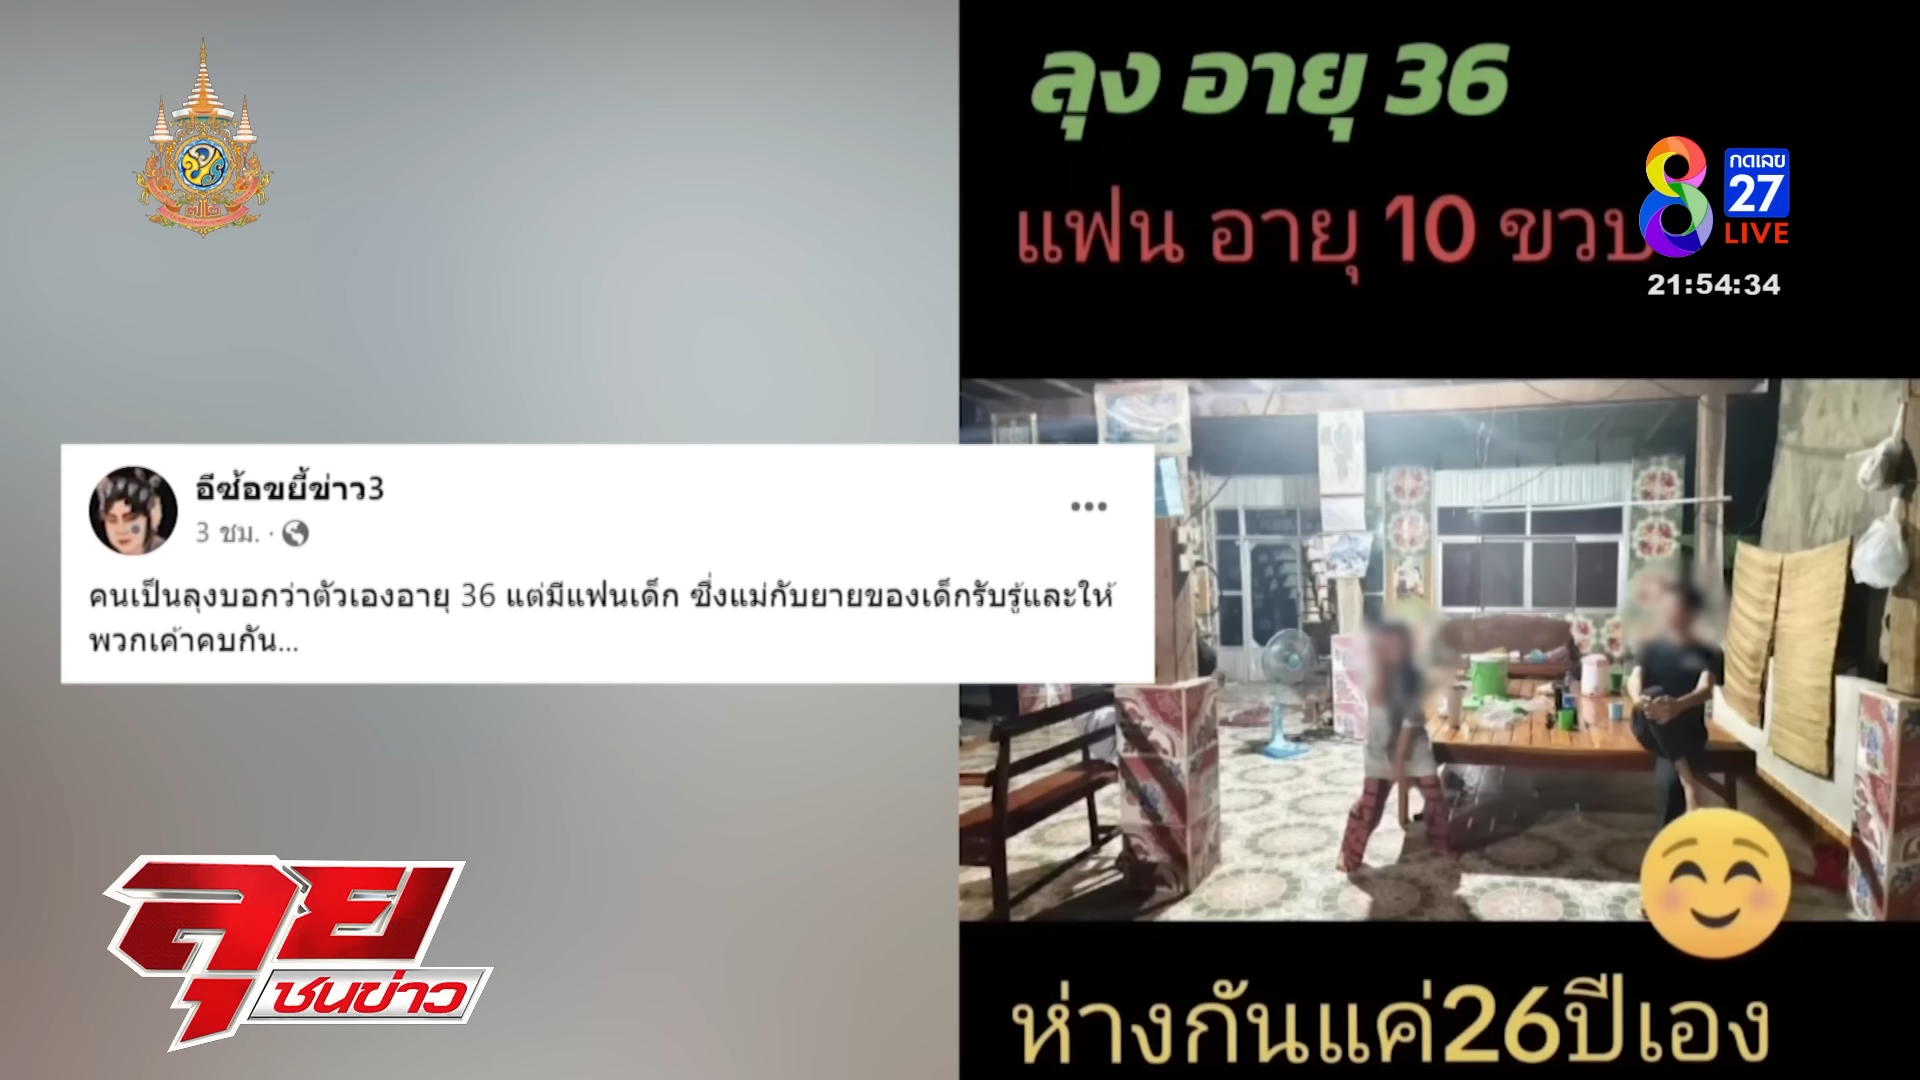 ลุง อายุ 36
แฟน อายุ 10 ขวบ
8
กดเลข
27
LIVE
21:54:34
อีซ้อขยี้ข่าว3
3 ชม. ·
คนเป็นลุงบอกว่าตัวเองอายุ 36 แต่มีแฟนเด็ก ซึ่งแม่กับยายของเด็กรับรู้และให้
พวกเค้าคบกัน...
ลุย
ชนข่าว
ห่างกันแค่26ปีเอง